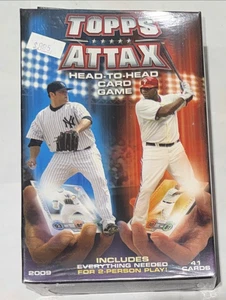 TOPPS
ATTAX
HEAD-TO-HEAD
CARD
GAME
INCLUDES
EVERYTHING NEEDED
FOR 2-PERSON PLAY!
2009
41
CARDS